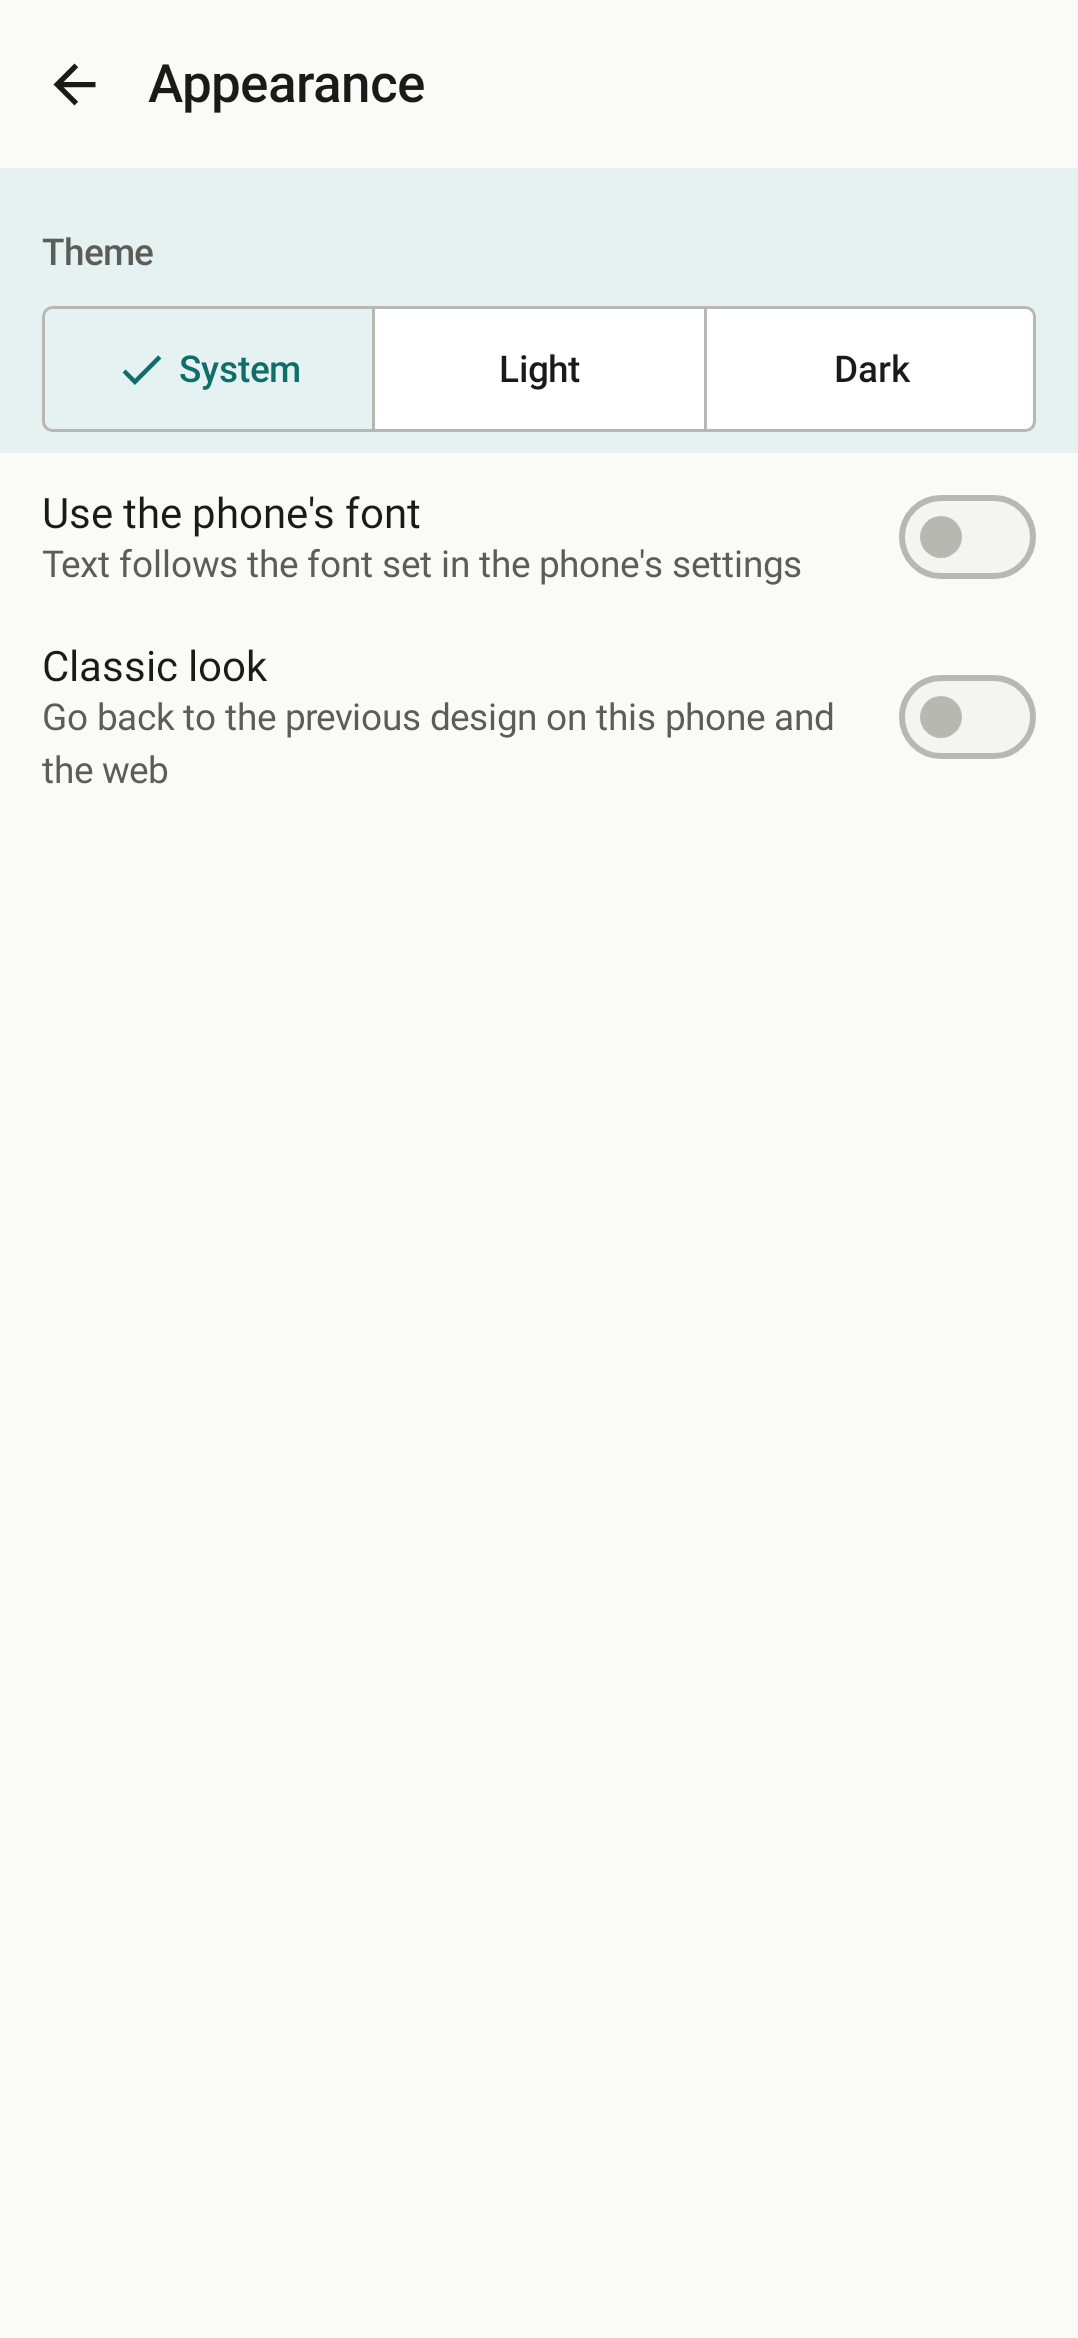 Appearance
Theme
System
Light
Dark
Use the phone's font
Text follows the font set in the phone's settings
Classic look
Go back to the previous design on this phone and
the web